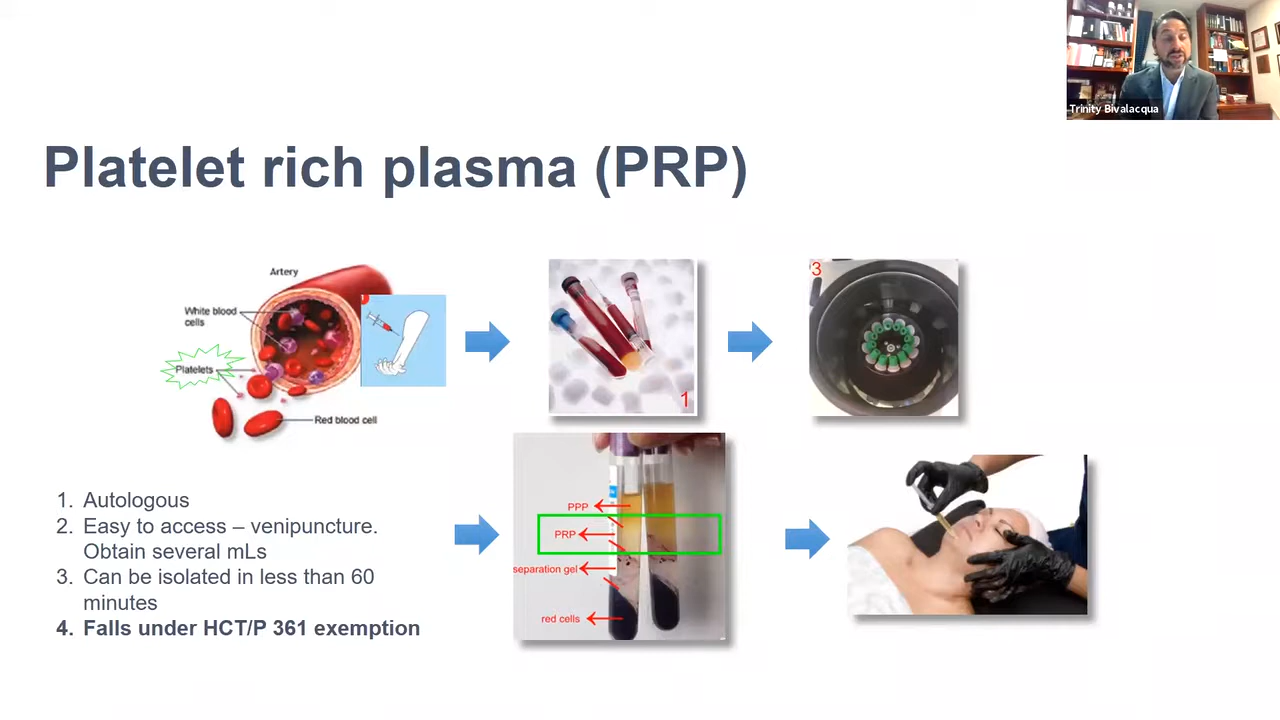 Trinity Bivalacqua
Platelet rich plasma (PRP)
Artery
White blood
cells
Platelets
Red blood cell
1
3
1. Autologous
2. Easy to access – venipuncture.
Obtain several mLs
3. Can be isolated in less than 60
minutes
4. Falls under HCT/P 361 exemption
PPP
PRP
separation gel
red cells